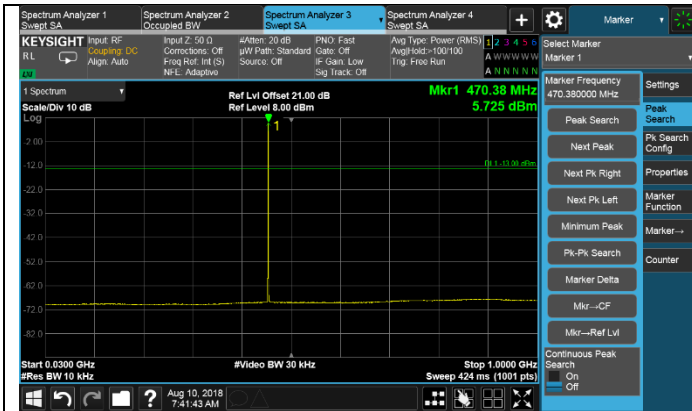 Spectrum Analyzer 1
Swept SA
Spectrum Analyzer 2
Occupied BW
Spectrum Analyzer 3
Swept SA
Spectrum Analyzer 4
Swept SA
+
Marker
KEYSIGHT
RL
Input: RF
Coupling: DC
Align: Auto
Input Z: 50 Ω
Corrections: Off
Freq Ref: Int (S)
NFE: Adaptive
#Atten: 20 dB
µW Path: Standard
Source: Off
PNO: Fast
Gate: Off
IF Gain: Low
Sig Track: Off
Avg Type: Power (RMS)
Avg|Hold:>100/100
Trig: Free Run
1 2 3 4 5 6
A W W W W W
A N N N N N
LXI
Select Marker
Marker 1
1 Spectrum
Scale/Div 10 dB
Log
Ref Lvl Offset 21.00 dB
Ref Level 8.00 dBm
Mkr1 470.38 MHz
5.725 dBm
1
-2.00
-12.0
-22.0
-32.0
-42.0
-52.0
-62.0
-72.0
-82.0
DL1 -13.00 dBm
Start 0.0300 GHz
#Res BW 10 kHz
#Video BW 30 kHz
Stop 1.0000 GHz
Sweep 424 ms (1001 pts)
Marker Frequency
470.380000 MHz
Peak Search
Next Peak
Next Pk Right
Next Pk Left
Minimum Peak
Pk-Pk Search
Marker Delta
Mkr→CF
Mkr→Ref Lvl
Continuous Peak
Search
On
Off
Settings
Peak
Search
Pk Search
Config
Properties
Marker
Function
Marker→
Counter
?
Aug 10, 2018
7:41:43 AM